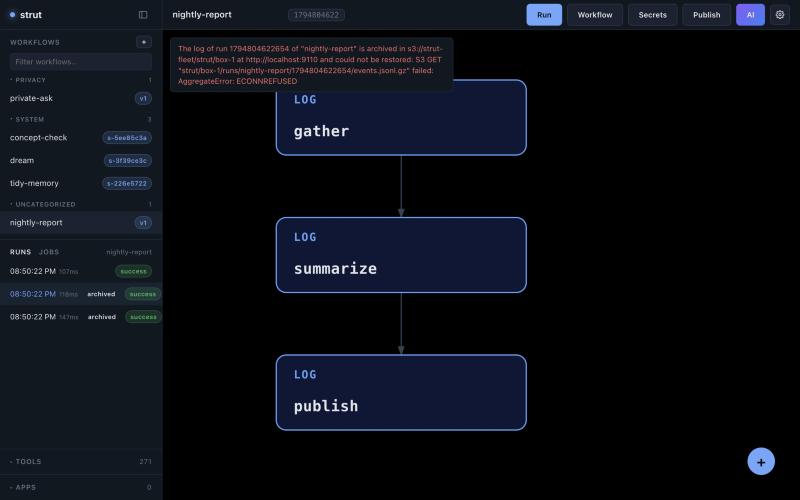 strut
nightly-report
1794804622
Run
Workflow
Secrets
Publish
AI
WORKFLOWS
+
Filter workflows...
PRIVACY 1
private-ask v1
SYSTEM 3
concept-check s-5ee85c3a
dream s-3f39ce3c
tidy-memory s-226e5722
UNCATEGORIZED 1
nightly-report v1
RUNS JOBS nightly-report
08:50:22 PM 107ms success
08:50:22 PM 118ms archived success
08:50:22 PM 147ms archived success
TOOLS 271
APPS 0
The log of run 1794804622654 of "nightly-report" is archived in s3://strut-
fleet/strut/box-1 at http://localhost:9110 and could not be restored: S3 GET
"strut/box-1/runs/nightly-report/1794804622654/events.jsonl.gz" failed:
AggregateError: ECONNREFUSED
LOG
gather
LOG
summarize
LOG
publish
+